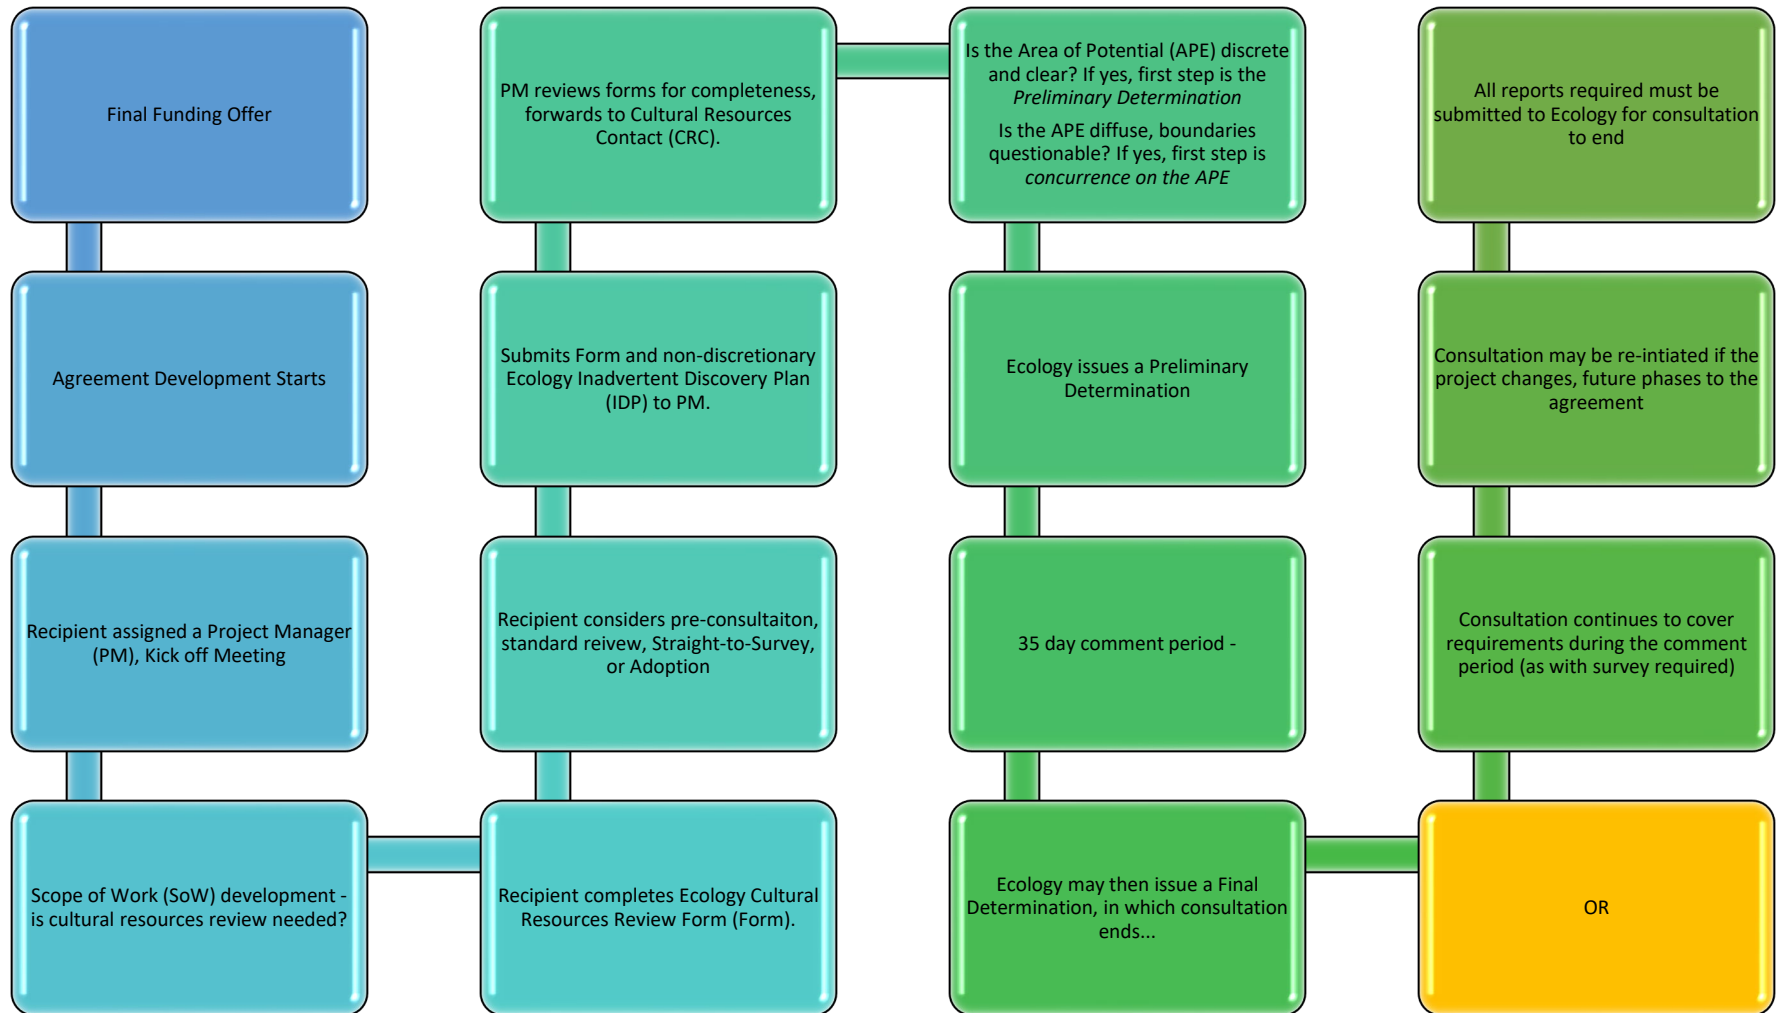 Final Funding Offer
Agreement Development Starts
Recipient assigned a Project Manager
(PM), Kick off Meeting
Scope of Work (SoW) development -
is cultural resources review needed?
Recipient completes Ecology Cultural
Resources Review Form (Form).
Recipient considers pre-consultaiton,
standard reivew, Straight-to-Survey,
or Adoption
Submits Form and non-discretionary
Ecology Inadvertent Discovery Plan
(IDP) to PM.
PM reviews forms for completeness,
forwards to Cultural Resources
Contact (CRC).
Is the Area of Potential (APE) discrete
and clear? If yes, first step is the
Preliminary Determination
Is the APE diffuse, boundaries
questionable? If yes, first step is
concurrence on the APE
Ecology issues a Preliminary
Determination
35 day comment period -
Ecology may then issue a Final
Determination, in which consultation
ends...
OR
Consultation continues to cover
requirements during the comment
period (as with survey required)
Consultation may be re-intiated if the
project changes, future phases to the
agreement
All reports required must be
submitted to Ecology for consultation
to end